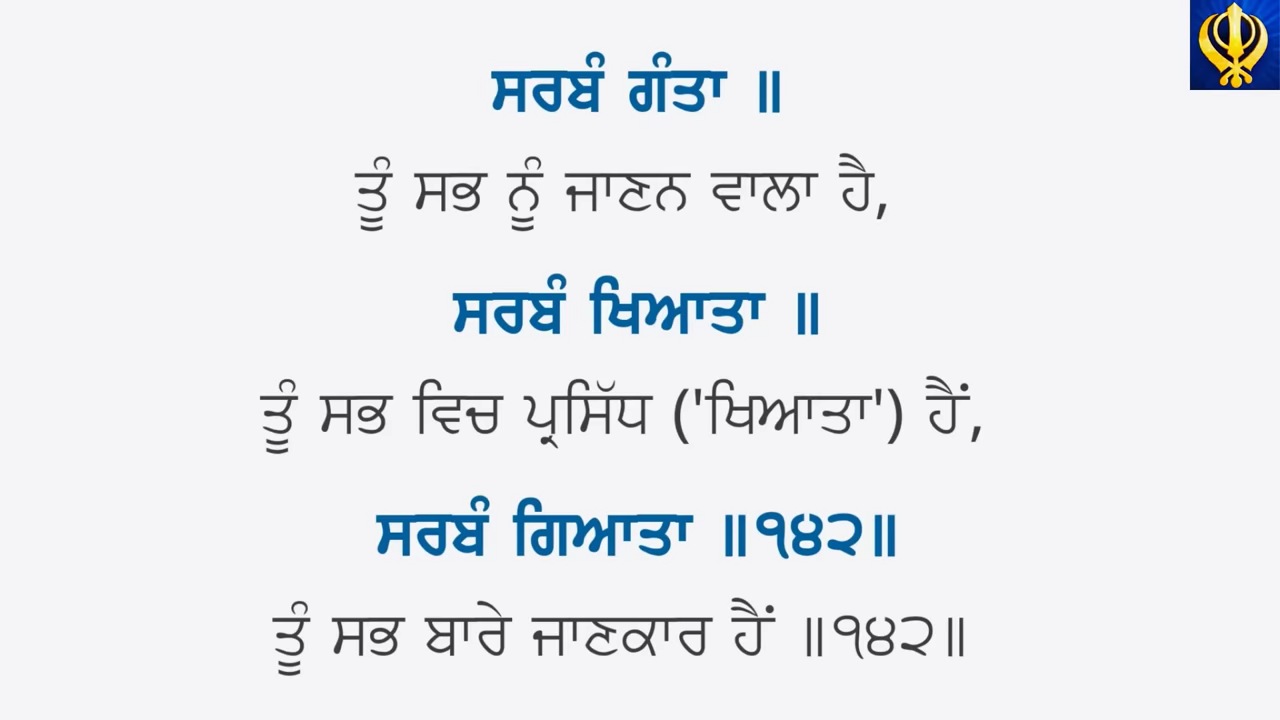 ਸਰਬੰ ਗੰਤਾ ॥
ਤੂੰ ਸਭ ਨੂੰ ਜਾਣਨ ਵਾਲਾ ਹੈ,
ਸਰਬੰ ਖਿਆਤਾ ॥
ਤੂੰ ਸਭ ਵਿਚ ਪ੍ਰਸਿੱਧ ('ਖਿਆਤਾ') ਹੈਂ,
ਸਰਬੰ ਗਿਆਤਾ ॥੧੪੨॥
ਤੂੰ ਸਭ ਬਾਰੇ ਜਾਣਕਾਰ ਹੈਂ ॥੧੪੨॥